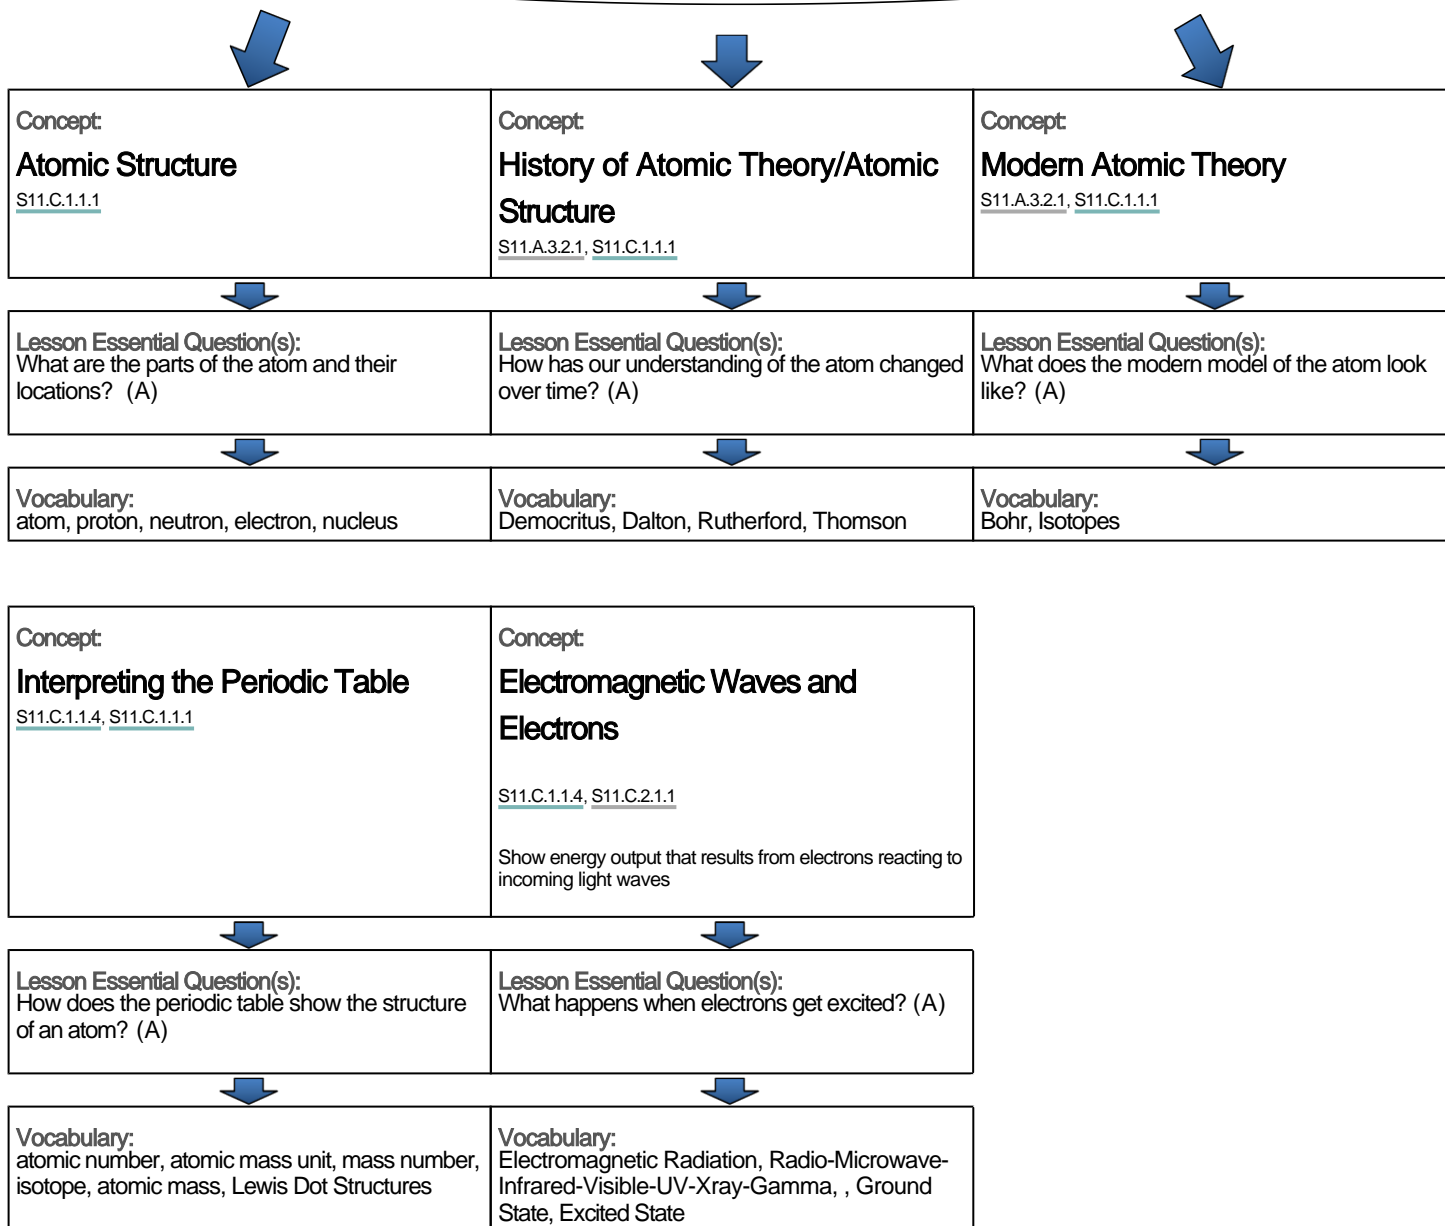 Concept:
Atomic Structure
S11.C.1.1.1
Concept:
History of Atomic Theory/Atomic
Structure
S11.A.3.2.1, S11.C.1.1.1
Concept:
Modern Atomic Theory
S11.A.3.2.1, S11.C.1.1.1
Lesson Essential Question(s):
What are the parts of the atom and their
locations? (A)
Lesson Essential Question(s):
How has our understanding of the atom changed
over time? (A)
Lesson Essential Question(s):
What does the modern model of the atom look
like? (A)
Vocabulary:
atom, proton, neutron, electron, nucleus
Vocabulary:
Democritus, Dalton, Rutherford, Thomson
Vocabulary:
Bohr, Isotopes
Concept:
Interpreting the Periodic Table
S11.C.1.1.4, S11.C.1.1.1
Concept:
Electromagnetic Waves and
Electrons
S11.C.1.1.4, S11.C.2.1.1
Show energy output that results from electrons reacting to
incoming light waves
Lesson Essential Question(s):
How does the periodic table show the structure
of an atom? (A)
Lesson Essential Question(s):
What happens when electrons get excited? (A)
Vocabulary:
atomic number, atomic mass unit, mass number,
isotope, atomic mass, Lewis Dot Structures
Vocabulary:
Electromagnetic Radiation, Radio-Microwave-
Infrared-Visible-UV-Xray-Gamma, , Ground
State, Excited State